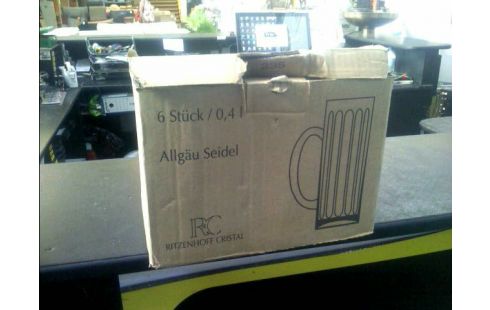 6 Stück / 0,4 l
Allgäu Seidel
RC
RITZENHOFF CRISTAL